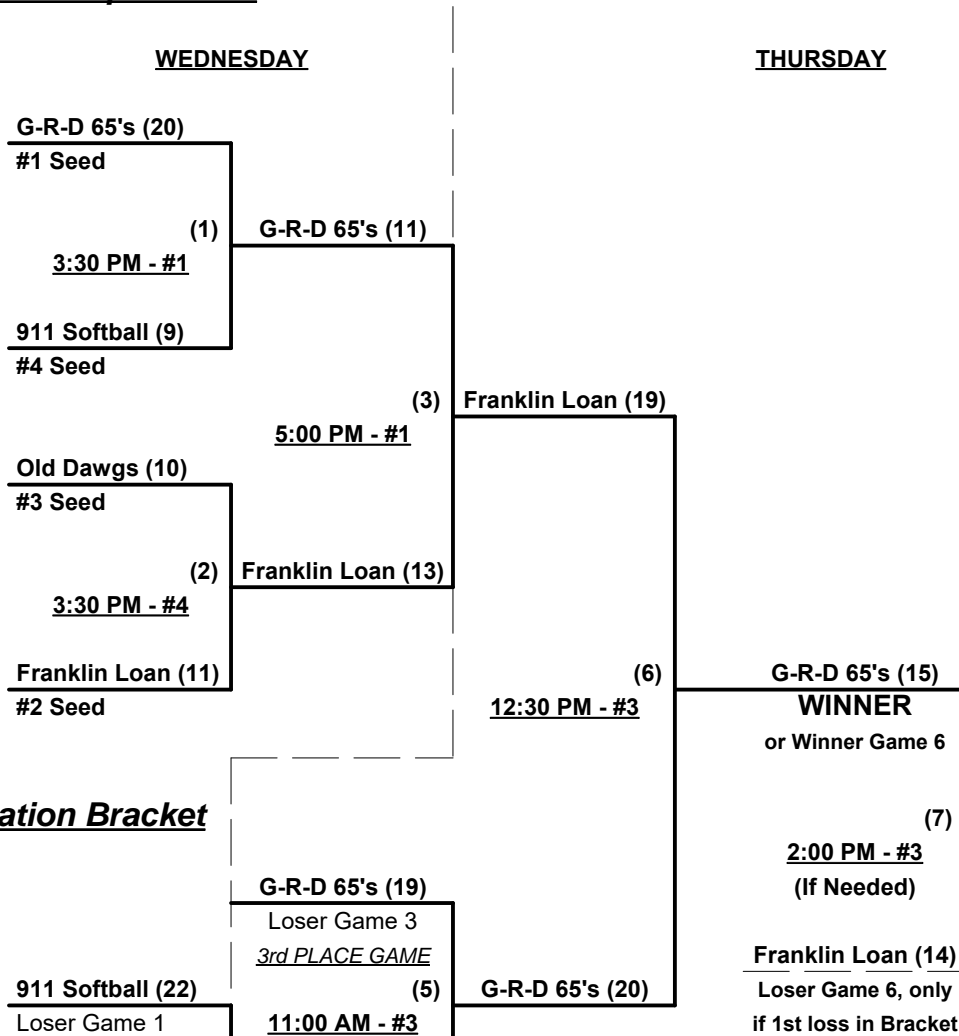 WEDNESDAY
THURSDAY
G-R-D 65's (20)
#1 Seed
(1)
G-R-D 65's (11)
3:30 PM - #1
911 Softball (9)
#4 Seed
(3)
Franklin Loan (19)
5:00 PM - #1
Old Dawgs (10)
#3 Seed
(2)
Franklin Loan (13)
3:30 PM - #4
Franklin Loan (11)
#2 Seed
(6)
12:30 PM - #3
G-R-D 65's (15)
WINNER
or Winner Game 6
ation Bracket
(7)
2:00 PM - #3
(If Needed)
G-R-D 65's (19)
Loser Game 3
3rd PLACE GAME
Franklin Loan (14)
911 Softball (22)
(5)
G-R-D 65's (20)
Loser Game 6, only
Loser Game 1
11:00 AM - #3
if 1st loss in Bracket